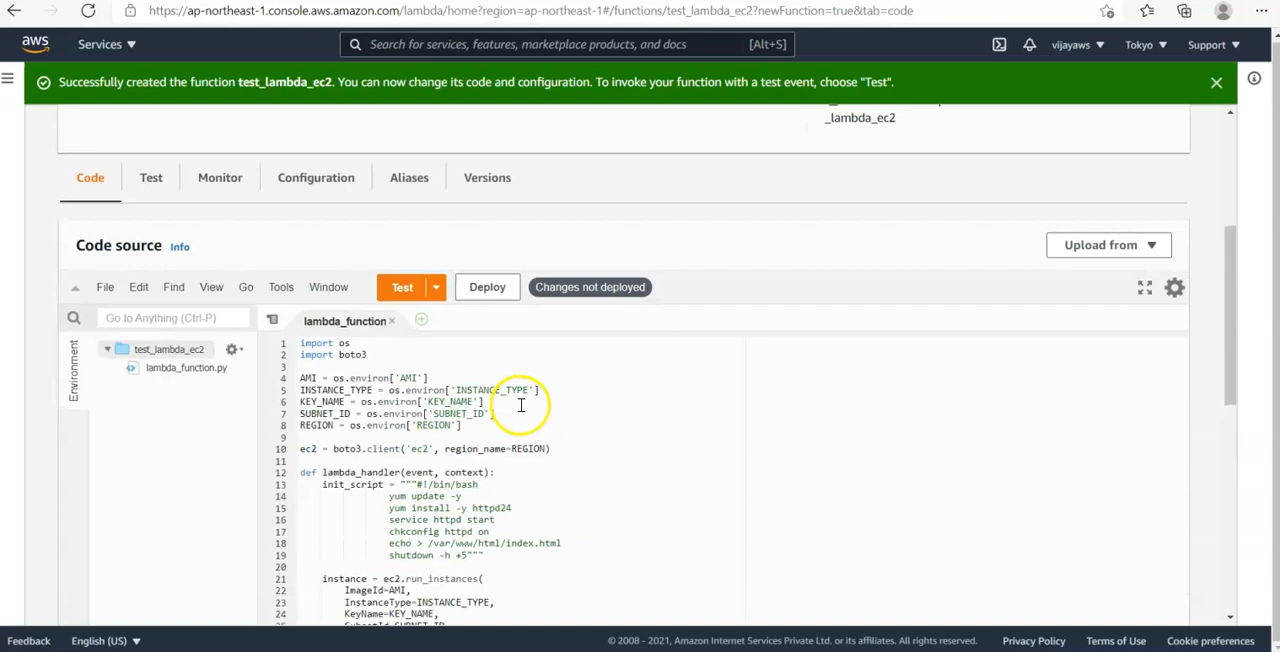 https://ap-northeast-1.console.aws.amazon.com/lambda/home?region=ap-northeast-1#/functions/test_lambda_ec2?newFunction=true&tab=code
aws Services ▼ Search for services, features, marketplace products, and docs [Alt+S] vijayaws ▼ Tokyo ▼ Support ▼
Successfully created the function test_lambda_ec2. You can now change its code and configuration. To invoke your function with a test event, choose "Test".
_lambda_ec2
Code Test Monitor Configuration Aliases Versions
Code source Info Upload from ▼
File Edit Find View Go Tools Window Test Deploy Changes not deployed
Go to Anything (Ctrl-P) lambda_function
Environment
test_lambda_ec2
lambda_function.py
1 import os
2 import boto3
3
4 AMI = os.environ['AMI']
5 INSTANCE_TYPE = os.environ['INSTANCE_TYPE']
6 KEY_NAME = os.environ['KEY_NAME']
7 SUBNET_ID = os.environ['SUBNET_ID']
8 REGION = os.environ['REGION']
9
10 ec2 = boto3.client('ec2', region_name=REGION)
11
12 def lambda_handler(event, context):
13 init_script = """#!/bin/bash
14 yum update -y
15 yum install -y httpd24
16 service httpd start
17 chkconfig httpd on
18 echo > /var/www/html/index.html
19 shutdown -h +5"""
20
21 instance = ec2.run_instances(
22 ImageId=AMI,
23 InstanceType=INSTANCE_TYPE,
24 KeyName=KEY_NAME,
Feedback English (US) ▼ © 2008 - 2021, Amazon Internet Services Private Ltd. or its affiliates. All rights reserved. Privacy Policy Terms of Use Cookie preferences